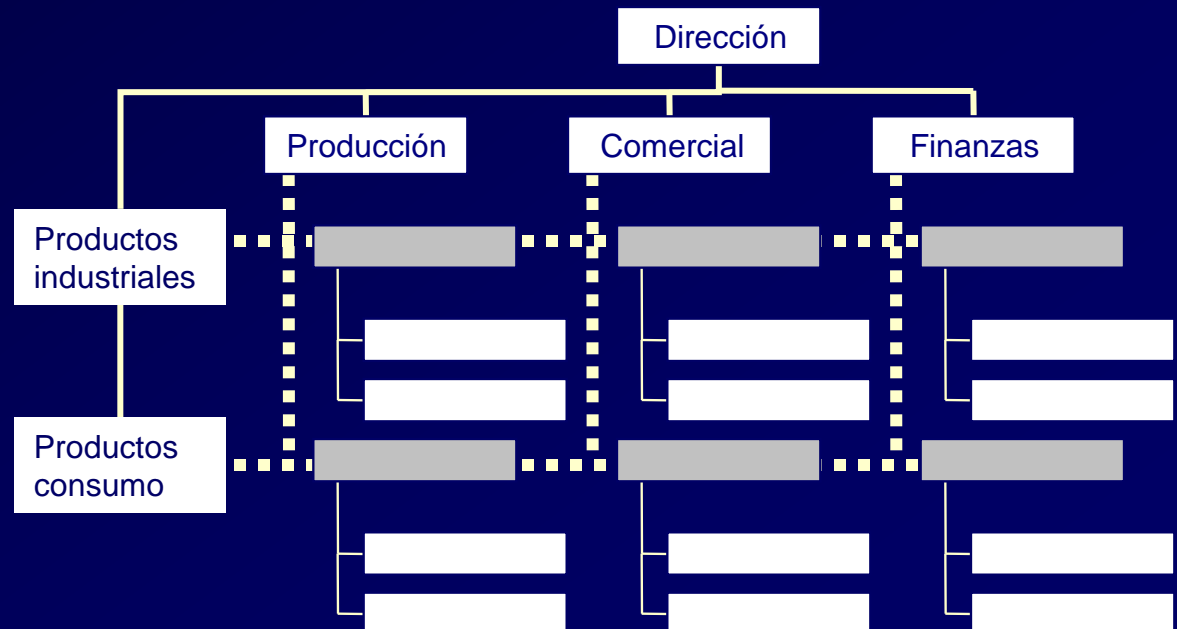 Dirección
Producción
Comercial
Finanzas
Productos
industriales
Productos
consumo